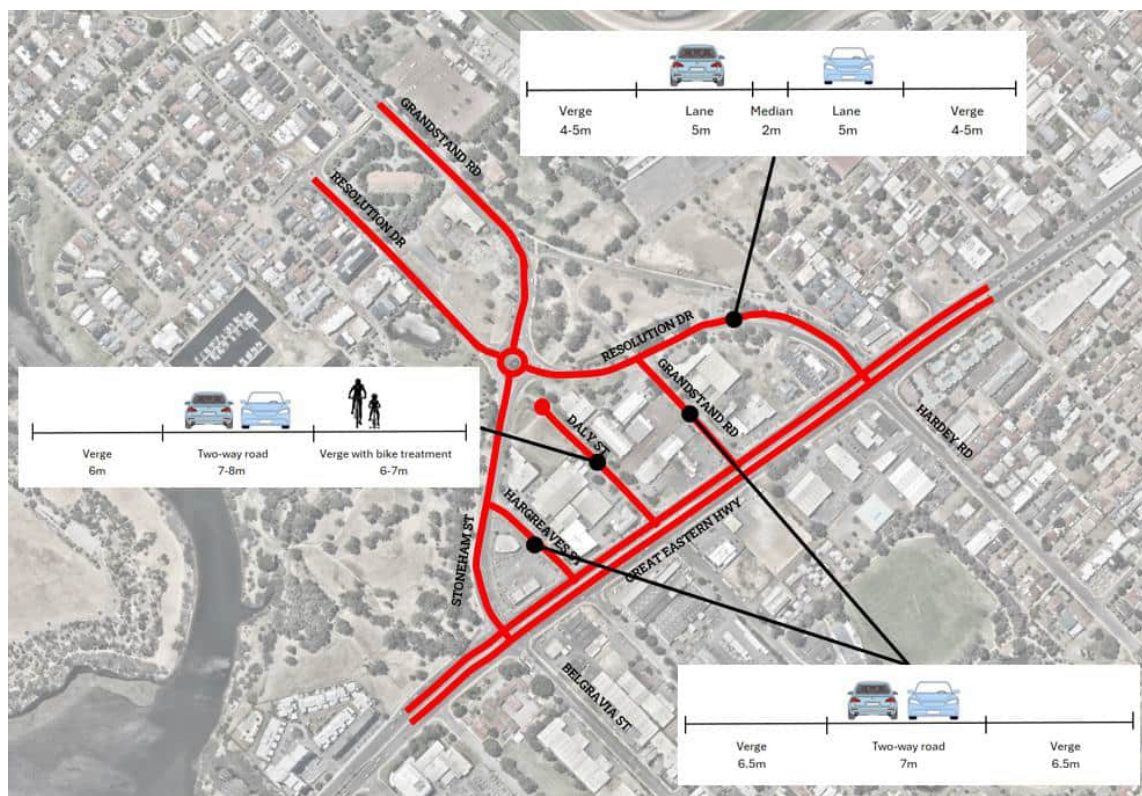 Verge Lane Median Lane Verge
4-5m 5m 2m 5m 4-5m
GRANDSTAND RD
RESOLUTION DR
RESOLUTION DR
GRANDSTAND RD
HARDEY RD
DALY ST
Verge Two-way road Verge with bike treatment
6m 7-8m 6-7m
HARGREAVES ST
STONEHAM ST
GREAT EASTERN HWY
BELGRAVIA ST
Verge Two-way road Verge
6.5m 7m 6.5m